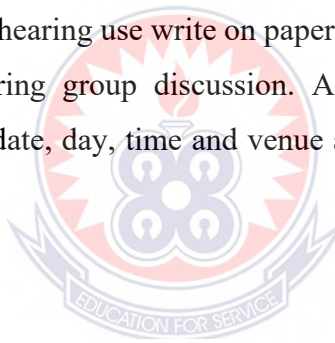 hearing use write on paper
ring group discussion. A
date, day, time and venue a
EDUCATION FOR SERVICE